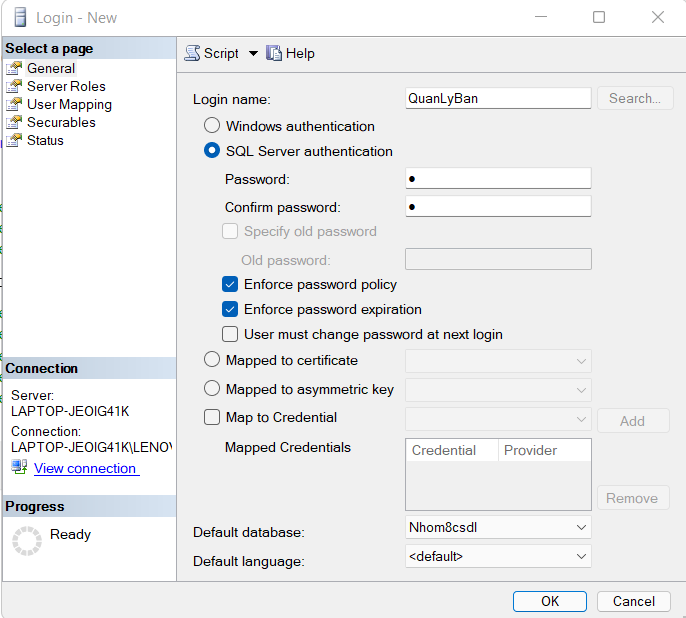 Login - New
Select a page
General
Server Roles
User Mapping
Securables
Status
Connection
Server:
LAPTOP-JEOIG41K
Connection:
LAPTOP-JEOIG41K\LENOV
View connection
Progress
Ready
Script
Help
Login name:
QuanLyBan
Search...
Windows authentication
SQL Server authentication
Password:
Confirm password:
Specify old password
Old password:
Enforce password policy
Enforce password expiration
User must change password at next login
Mapped to certificate
Mapped to asymmetric key
Map to Credential
Add
Mapped Credentials
Credential Provider
Remove
Default database:
Nhom8csdl
Default language:
<default>
OK
Cancel